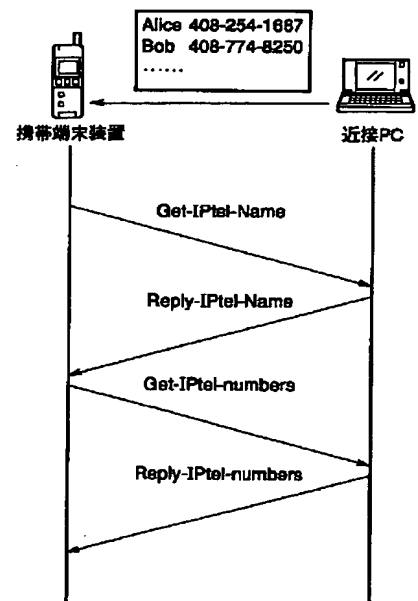 Alice 408-254-1687
Bob 408-774-8250
......
携帯端末装置
近接PC
Get-IPtel-Name
Reply-IPtel-Name
Get-IPtel-numbers
Reply-IPtel-numbers